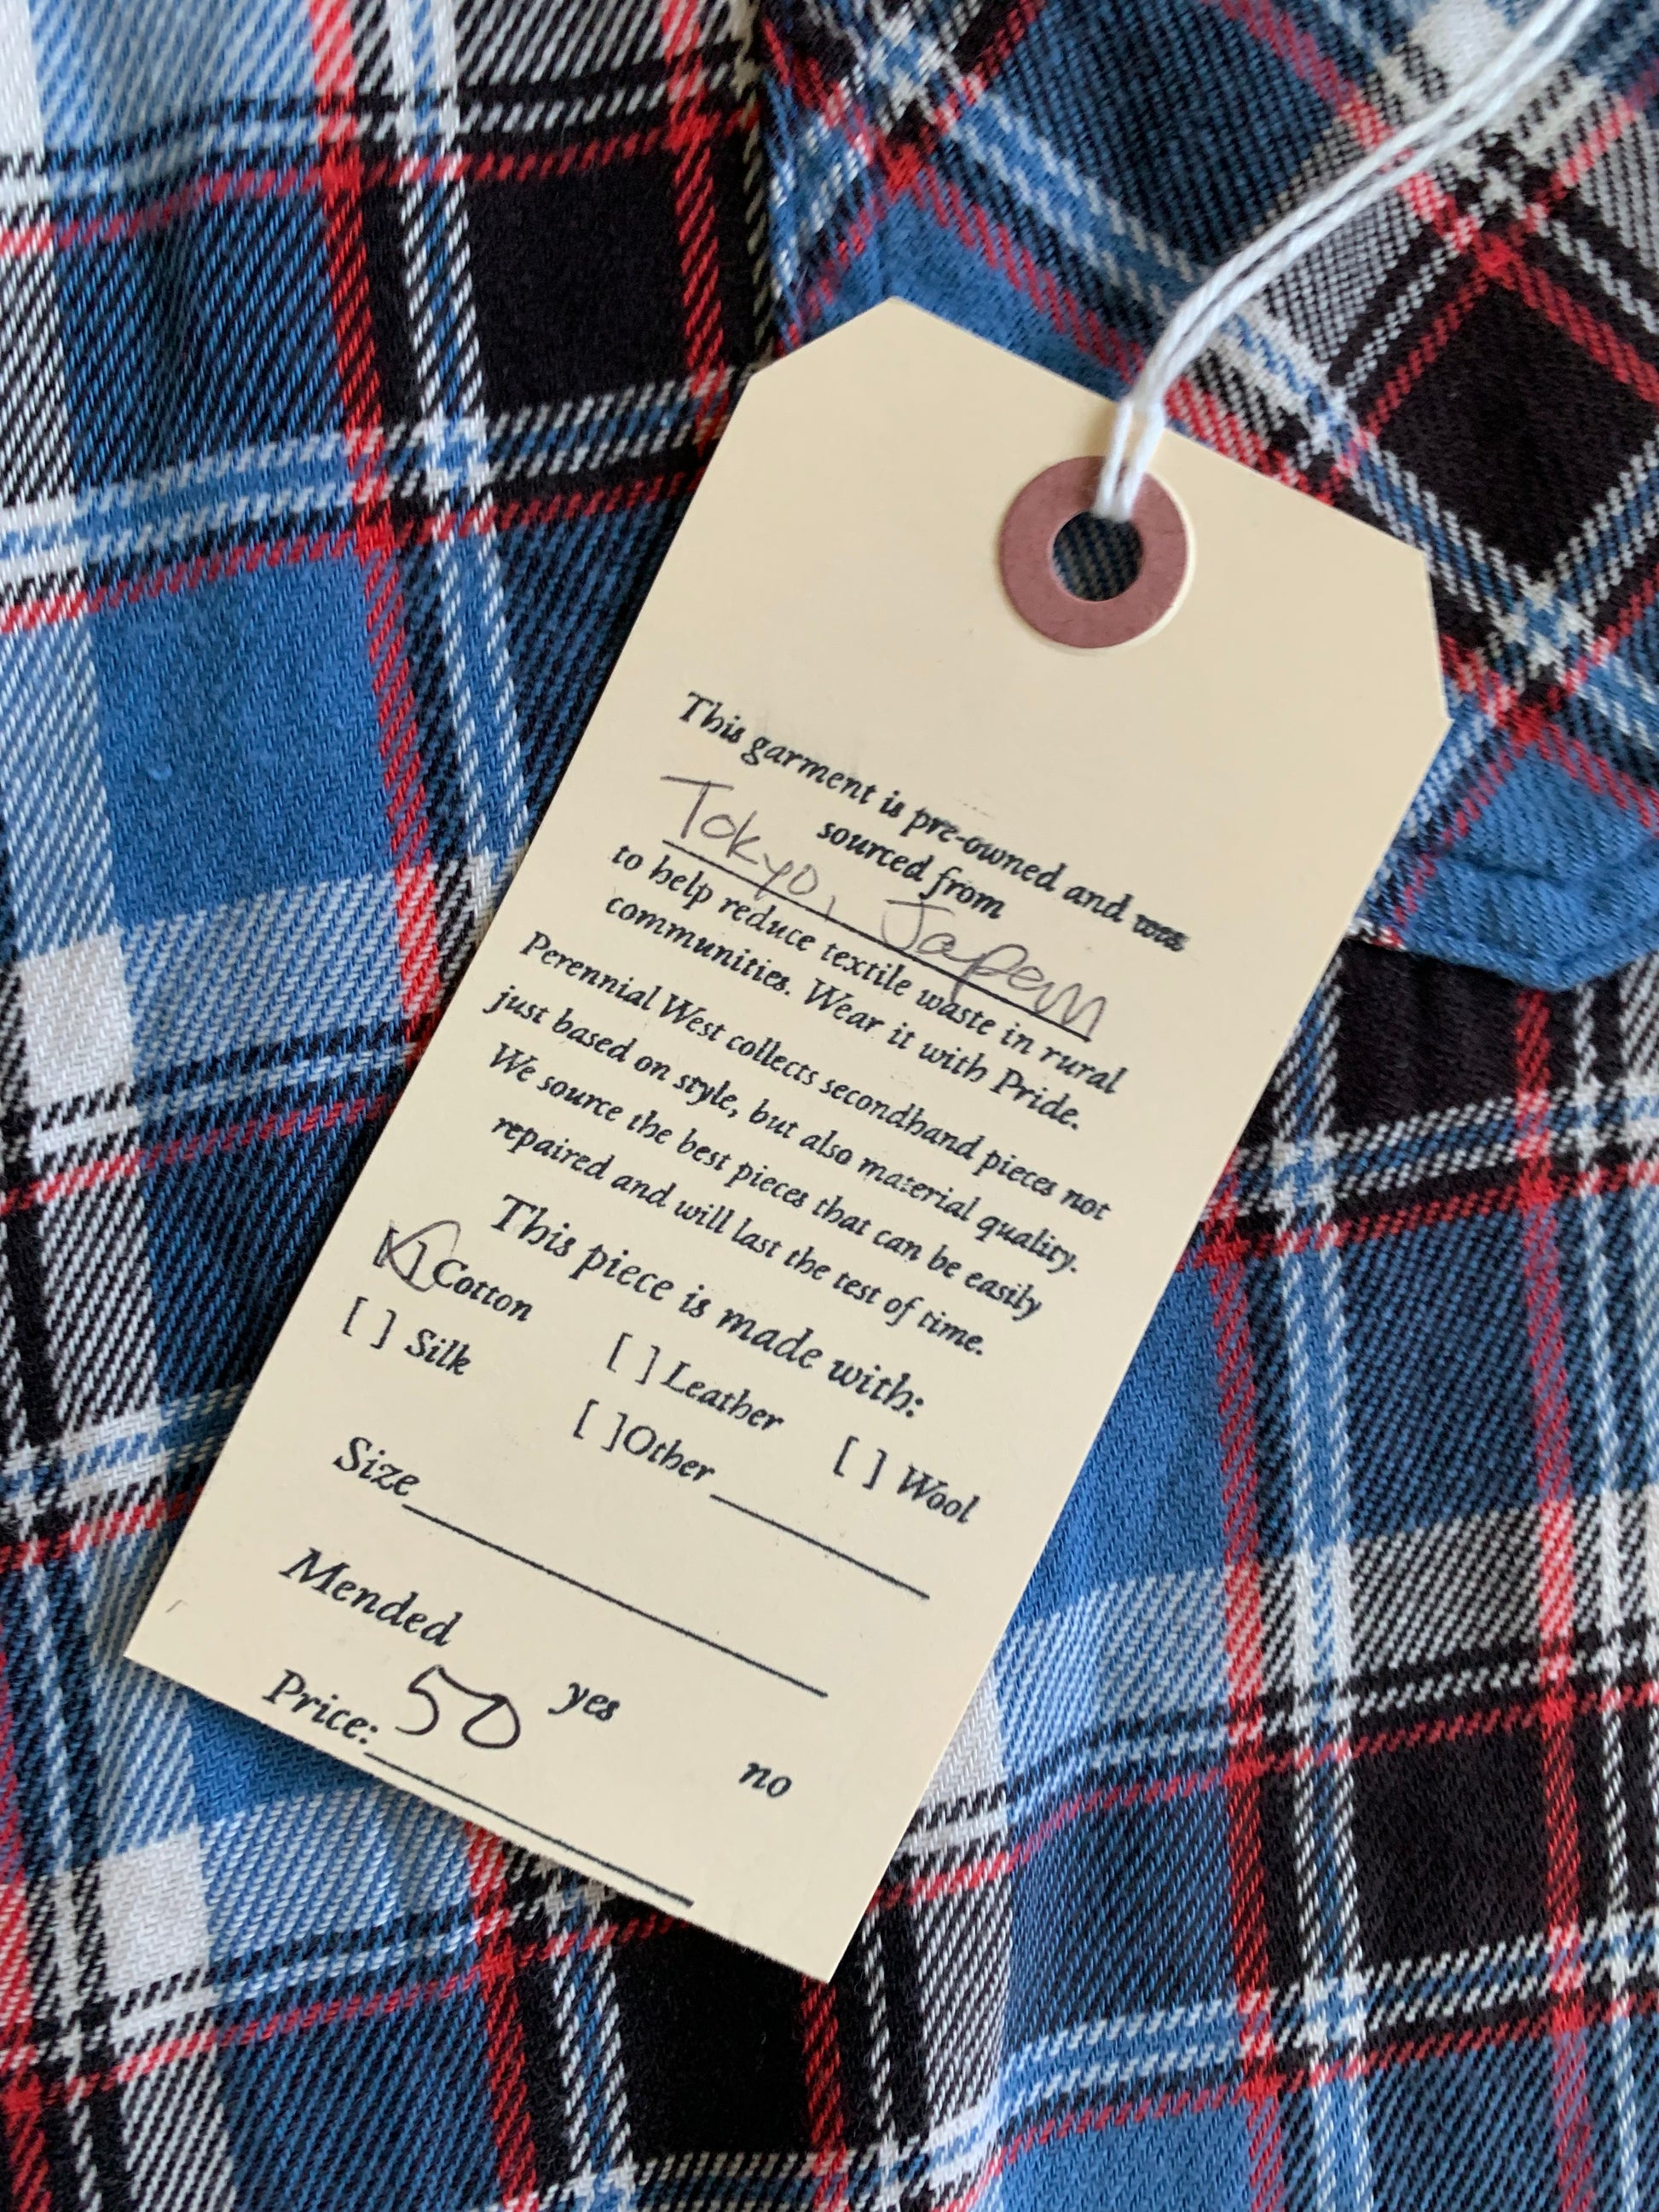 This garment is pre-owned and was
sourced from
Tokyo, Japan
to help reduce textile waste in rural
communities. Wear it with Pride.
Perennial West collects secondhand pieces not
just based on style, but also material quality.
We source the best pieces that can be easily
repaired and will last the test of time.
This piece is made with:
[✓] Cotton [ ] Leather [ ] Wool
[ ] Silk [ ] Other ____
Size____
Mended yes no
Price: 50